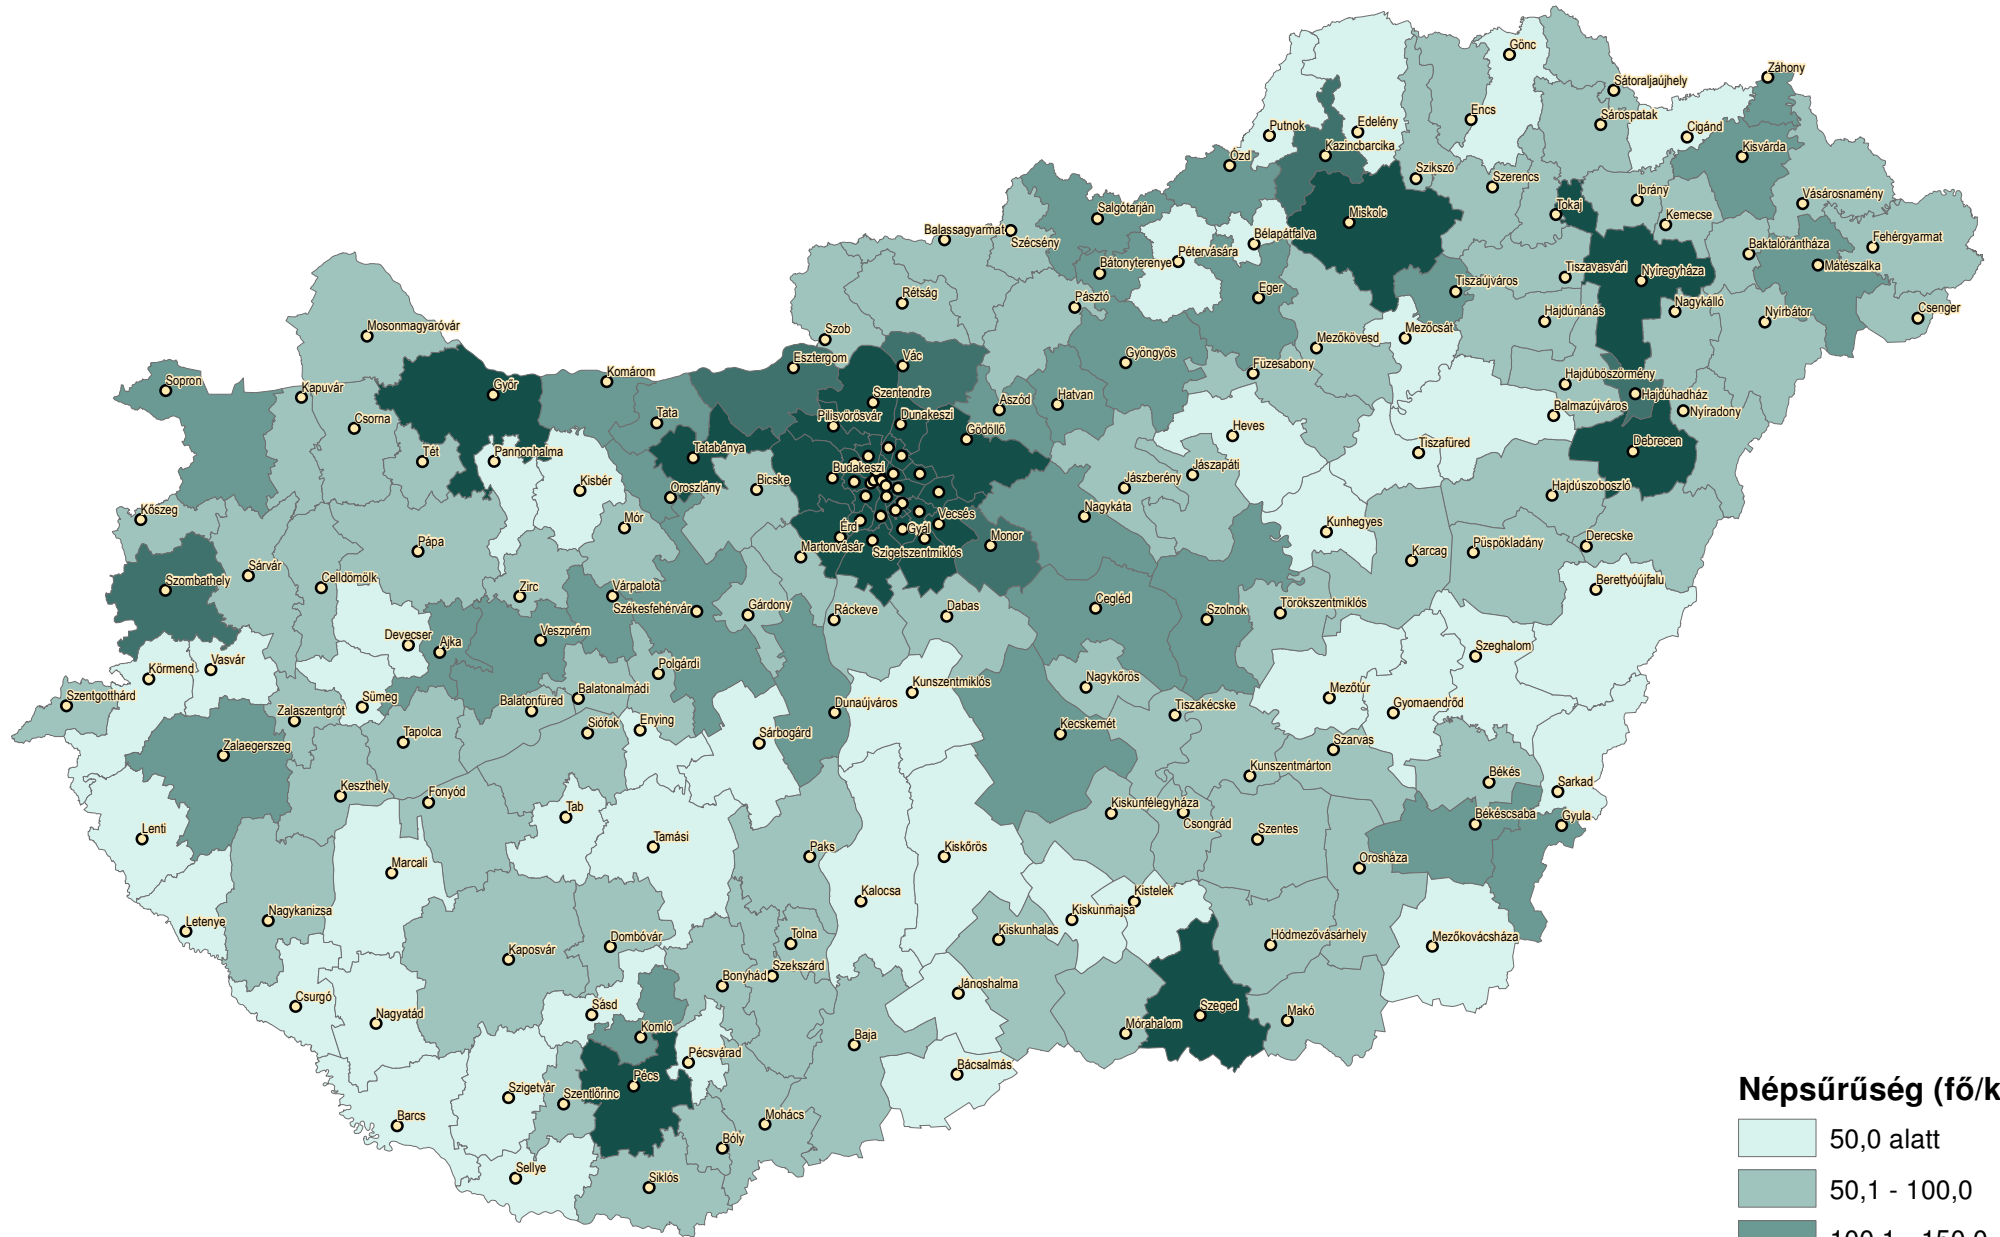 Gönc
Záhony
Sátoraljaújhely
Encs
Sárospatak
Putnok
Edelény
Cigánd
Ózd
Kazincbarcika
Kisvárda
Szikszó
Szerencs
Ibrány
Vásárosnamény
Salgótarján
Miskolc
Tokaj
Kemecse
Balassagyarmat
Szécsény
Bélapátfalva
Fehérgyarmat
Pétervására
Baktalórántháza
Bátonyterenye
Tiszavasvári
Nyíregyháza
Mátészalka
Rétság
Pásztó
Eger
Tiszaújváros
Hajdúnánás
Nagykálló
Nyírbátor
Csenger
Mosonmagyaróvár
Szob
Mezőkövesd
Mezőcsát
Esztergom
Vác
Gyöngyös
Füzesabony
Sopron
Kapuvár
Győr
Komárom
Szentendre
Hajdúböszörmény
Hajdúhadház
Aszód
Hatvan
Balmazújváros
Nyíradony
Csorna
Tata
Pilisvörösvár
Dunakeszi
Gödöllő
Heves
Tiszafüred
Debrecen
Tét
Pannonhalma
Tatabánya
Budakeszi
Kisbér
Oroszlány
Bicske
Jászberény
Jászapáti
Hajdúszoboszló
Kőszeg
Mór
Érd
Gyál
Vecsés
Nagykáta
Kunhegyes
Pápa
Martonvásár
Szigetszentmiklós
Monor
Karcag
Püspökladány
Derecske
Szombathely
Sárvár
Celldömölk
Zirc
Várpalota
Berettyóújfalu
Székesfehérvár
Gárdony
Ráckeve
Dabas
Cegléd
Szolnok
Törökszentmiklós
Devecser
Ajka
Veszprém
Szeghalom
Körmend
Vasvár
Polgárdi
Szentgotthárd
Zalaszentgrót
Sümeg
Balatonfüred
Balatonalmádi
Dunaújváros
Kunszentmiklós
Nagykőrös
Tiszakécske
Mezőtúr
Gyomaendrőd
Zalaegerszeg
Tapolca
Siófok
Enying
Sárbogárd
Kecskemét
Szarvas
Keszthely
Fonyód
Tab
Kunszentmárton
Békés
Sarkad
Lenti
Tamási
Kiskunfélegyháza
Csongrád
Szentes
Békéscsaba
Gyula
Marcali
Paks
Kiskőrös
Orosháza
Kalocsa
Kistelek
Letenye
Nagykanizsa
Kiskunmajsa
Kaposvár
Dombóvár
Tolna
Kiskunhalas
Hódmezővásárhely
Mezőkovácsháza
Bonyhád
Szekszárd
Csurgó
Nagyatád
Sásd
Jánoshalma
Szeged
Makó
Komló
Baja
Mórahalom
Pécsvárad
Pécs
Bácsalmás
Szigetvár
Szentlőrinc
Barcs
Mohács
Bóly
Sellye
Siklós
Népsűrűség (fő/k
50,0 alatt
50,1 - 100,0
100,1 - 150,0